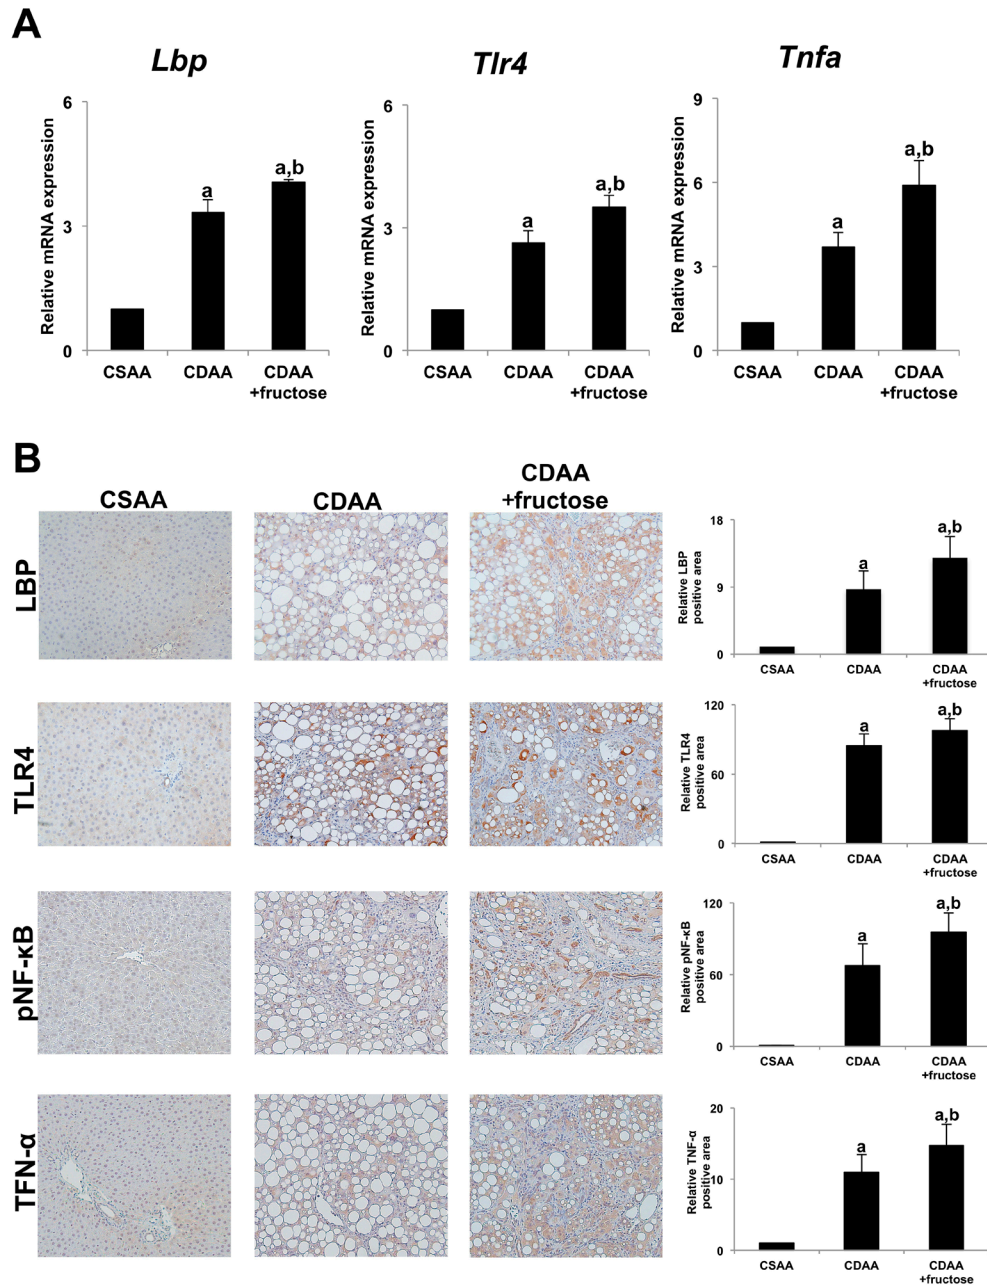 A
Lbp
Tlr4
Tnfa
Relative mRNA expression
6
3
0
a
a,b
CSAA
CDAA
CDAA
+fructose
Relative mRNA expression
6
3
0
a
a,b
CSAA
CDAA
CDAA
+fructose
Relative mRNA expression
9
6
3
0
a
a,b
CSAA
CDAA
CDAA
+fructose
B
CSAA
CDAA
CDAA
+fructose
LBP
Relative LBP
positive area
18
9
0
a
a,b
CSAA
CDAA
CDAA
+fructose
TLR4
Relative TLR4
positive area
120
60
0
a
a,b
CSAA
CDAA
CDAA
+fructose
pNF-κB
Relative pNF-κB
positive area
120
60
0
a
a,b
CSAA
CDAA
CDAA
+fructose
TFN-α
Relative TNF-α
positive area
20
10
0
a
a,b
CSAA
CDAA
CDAA
+fructose